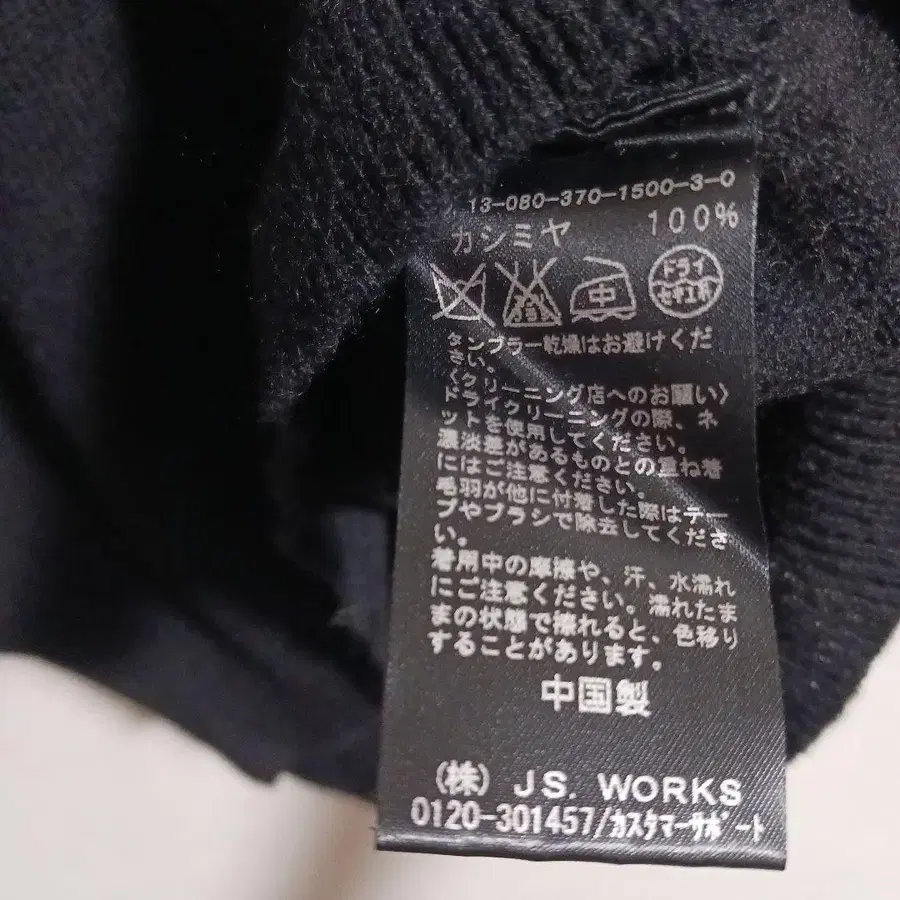 13-080-370-1500-3-0
カシミヤ 100%
中 ドライ
セキユ系
タンブラー乾燥はお避けくだ
さい。
〈クリーニング店へのお願い〉
ドライクリーニングの際、ネ
ットを使用してください。
濃淡差があるものとの重ね着
にはご注意ください。
毛羽が他に付着した際はテー
プやブラシで除去してくださ
い。
着用中の摩擦や、汗、水濡れ
にご注意ください。濡れたま
まの状態で擦れると、色移り
することがあります。
中国製
(株) J.S. WORKS
0120-301457/カスタマーサポート